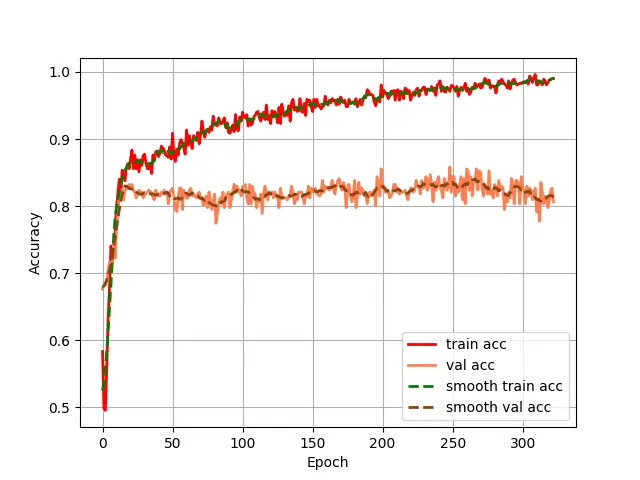 1.0
0.9
0.8
0.7
0.6
0.5
Accuracy
train acc
val acc
smooth train acc
smooth val acc
0 50 100 150 200 250 300
Epoch